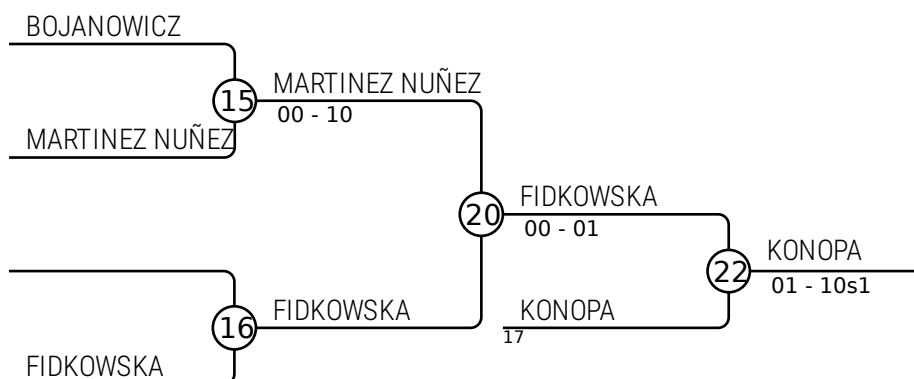 BOJANOWICZ
15
MARTINEZ NUÑEZ
00 - 10
MARTINEZ NUÑEZ
20
FIDKOWSKA
00 - 01
22
KONOPA
01 - 10s1
16
FIDKOWSKA
KONOPA
17
FIDKOWSKA